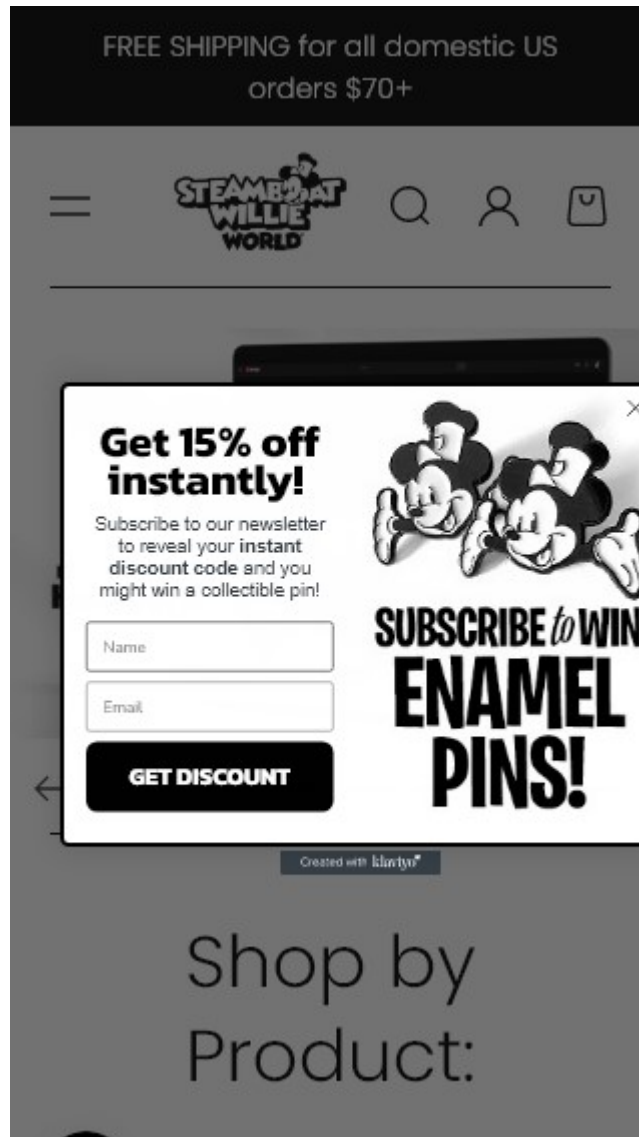 FREE SHIPPING for all domestic US
orders $70+
STEAMBOAT
WILLIE
WORLD
Get 15% off
instantly!
Subscribe to our newsletter
to reveal your instant
discount code and you
might win a collectible pin!
Name
Email
GET DISCOUNT
SUBSCRIBE to WIN
ENAMEL
PINS!
Created with klaviyo
Shop by
Product: